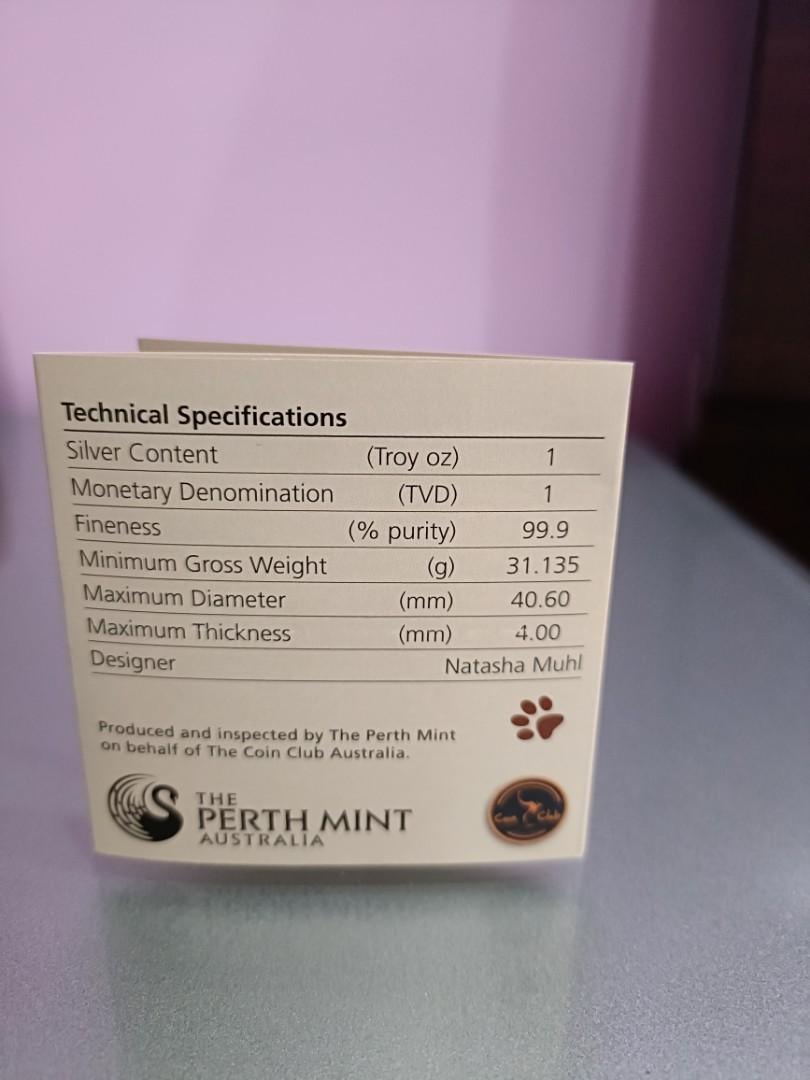 Technical Specifications
Silver Content (Troy oz) 1
Monetary Denomination (TVD) 1
Fineness (% purity) 99.9
Minimum Gross Weight (g) 31.135
Maximum Diameter (mm) 40.60
Maximum Thickness (mm) 4.00
Designer Natasha Muhl
Produced and inspected by The Perth Mint
on behalf of The Coin Club Australia.
THE
PERTH MINT
AUSTRALIA
Coin Club